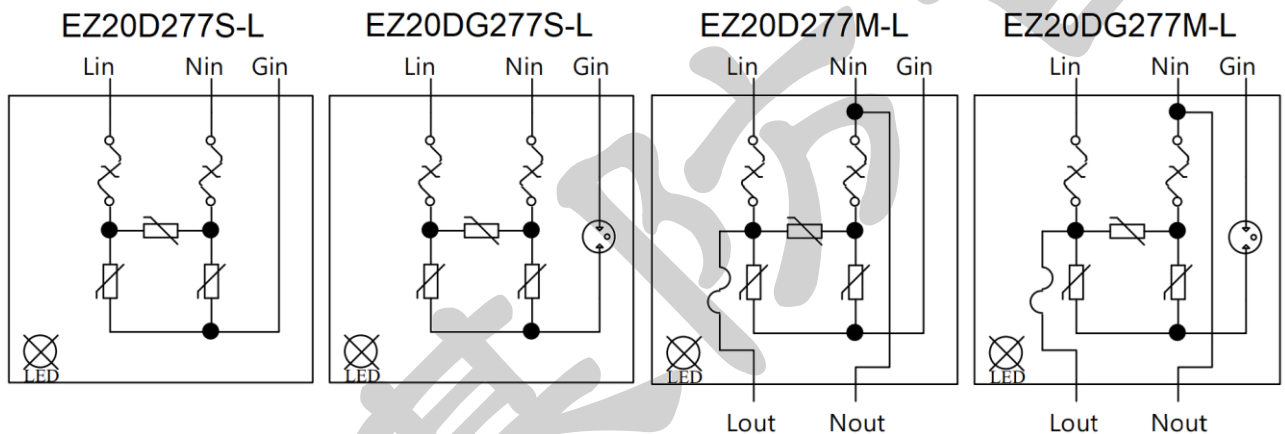 EZ20D277S-L EZ20DG277S-L EZ20D277M-L EZ20DG277M-L
Lin Nin Gin Lin Nin Gin Lin Nin Gin Lin Nin Gin
LED LED LED LED
Lout Nout Lout Nout